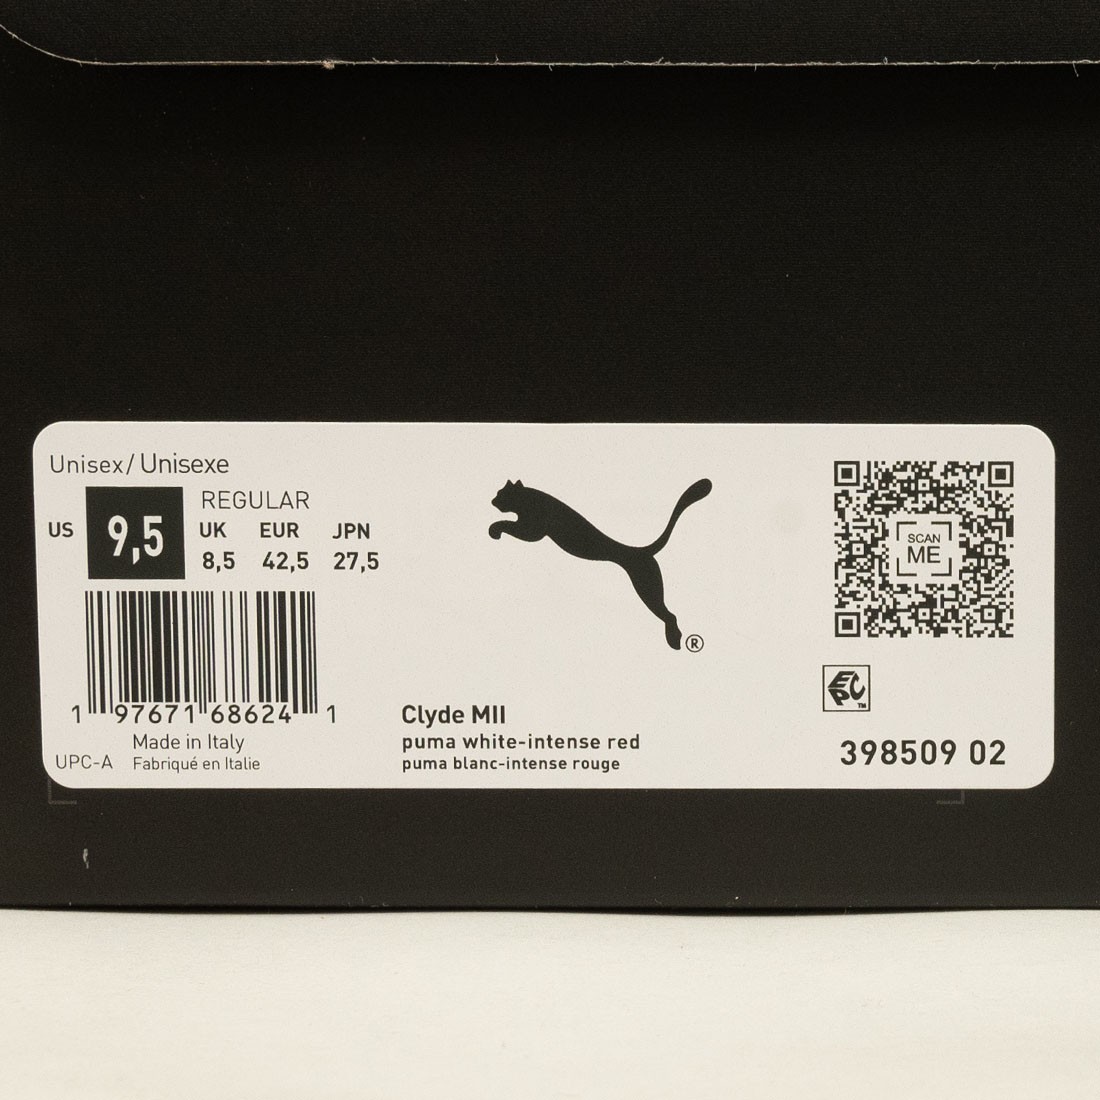 Unisex/Unisexe
REGULAR
US 9,5 UK EUR JPN
8,5 42,5 27,5
1 97671 68624 1
Made in Italy
UPC-A Fabriqué en Italie
®
Clyde MII
puma white-intense red
puma blanc-intense rouge
SCAN
ME
EPC™
398509 02